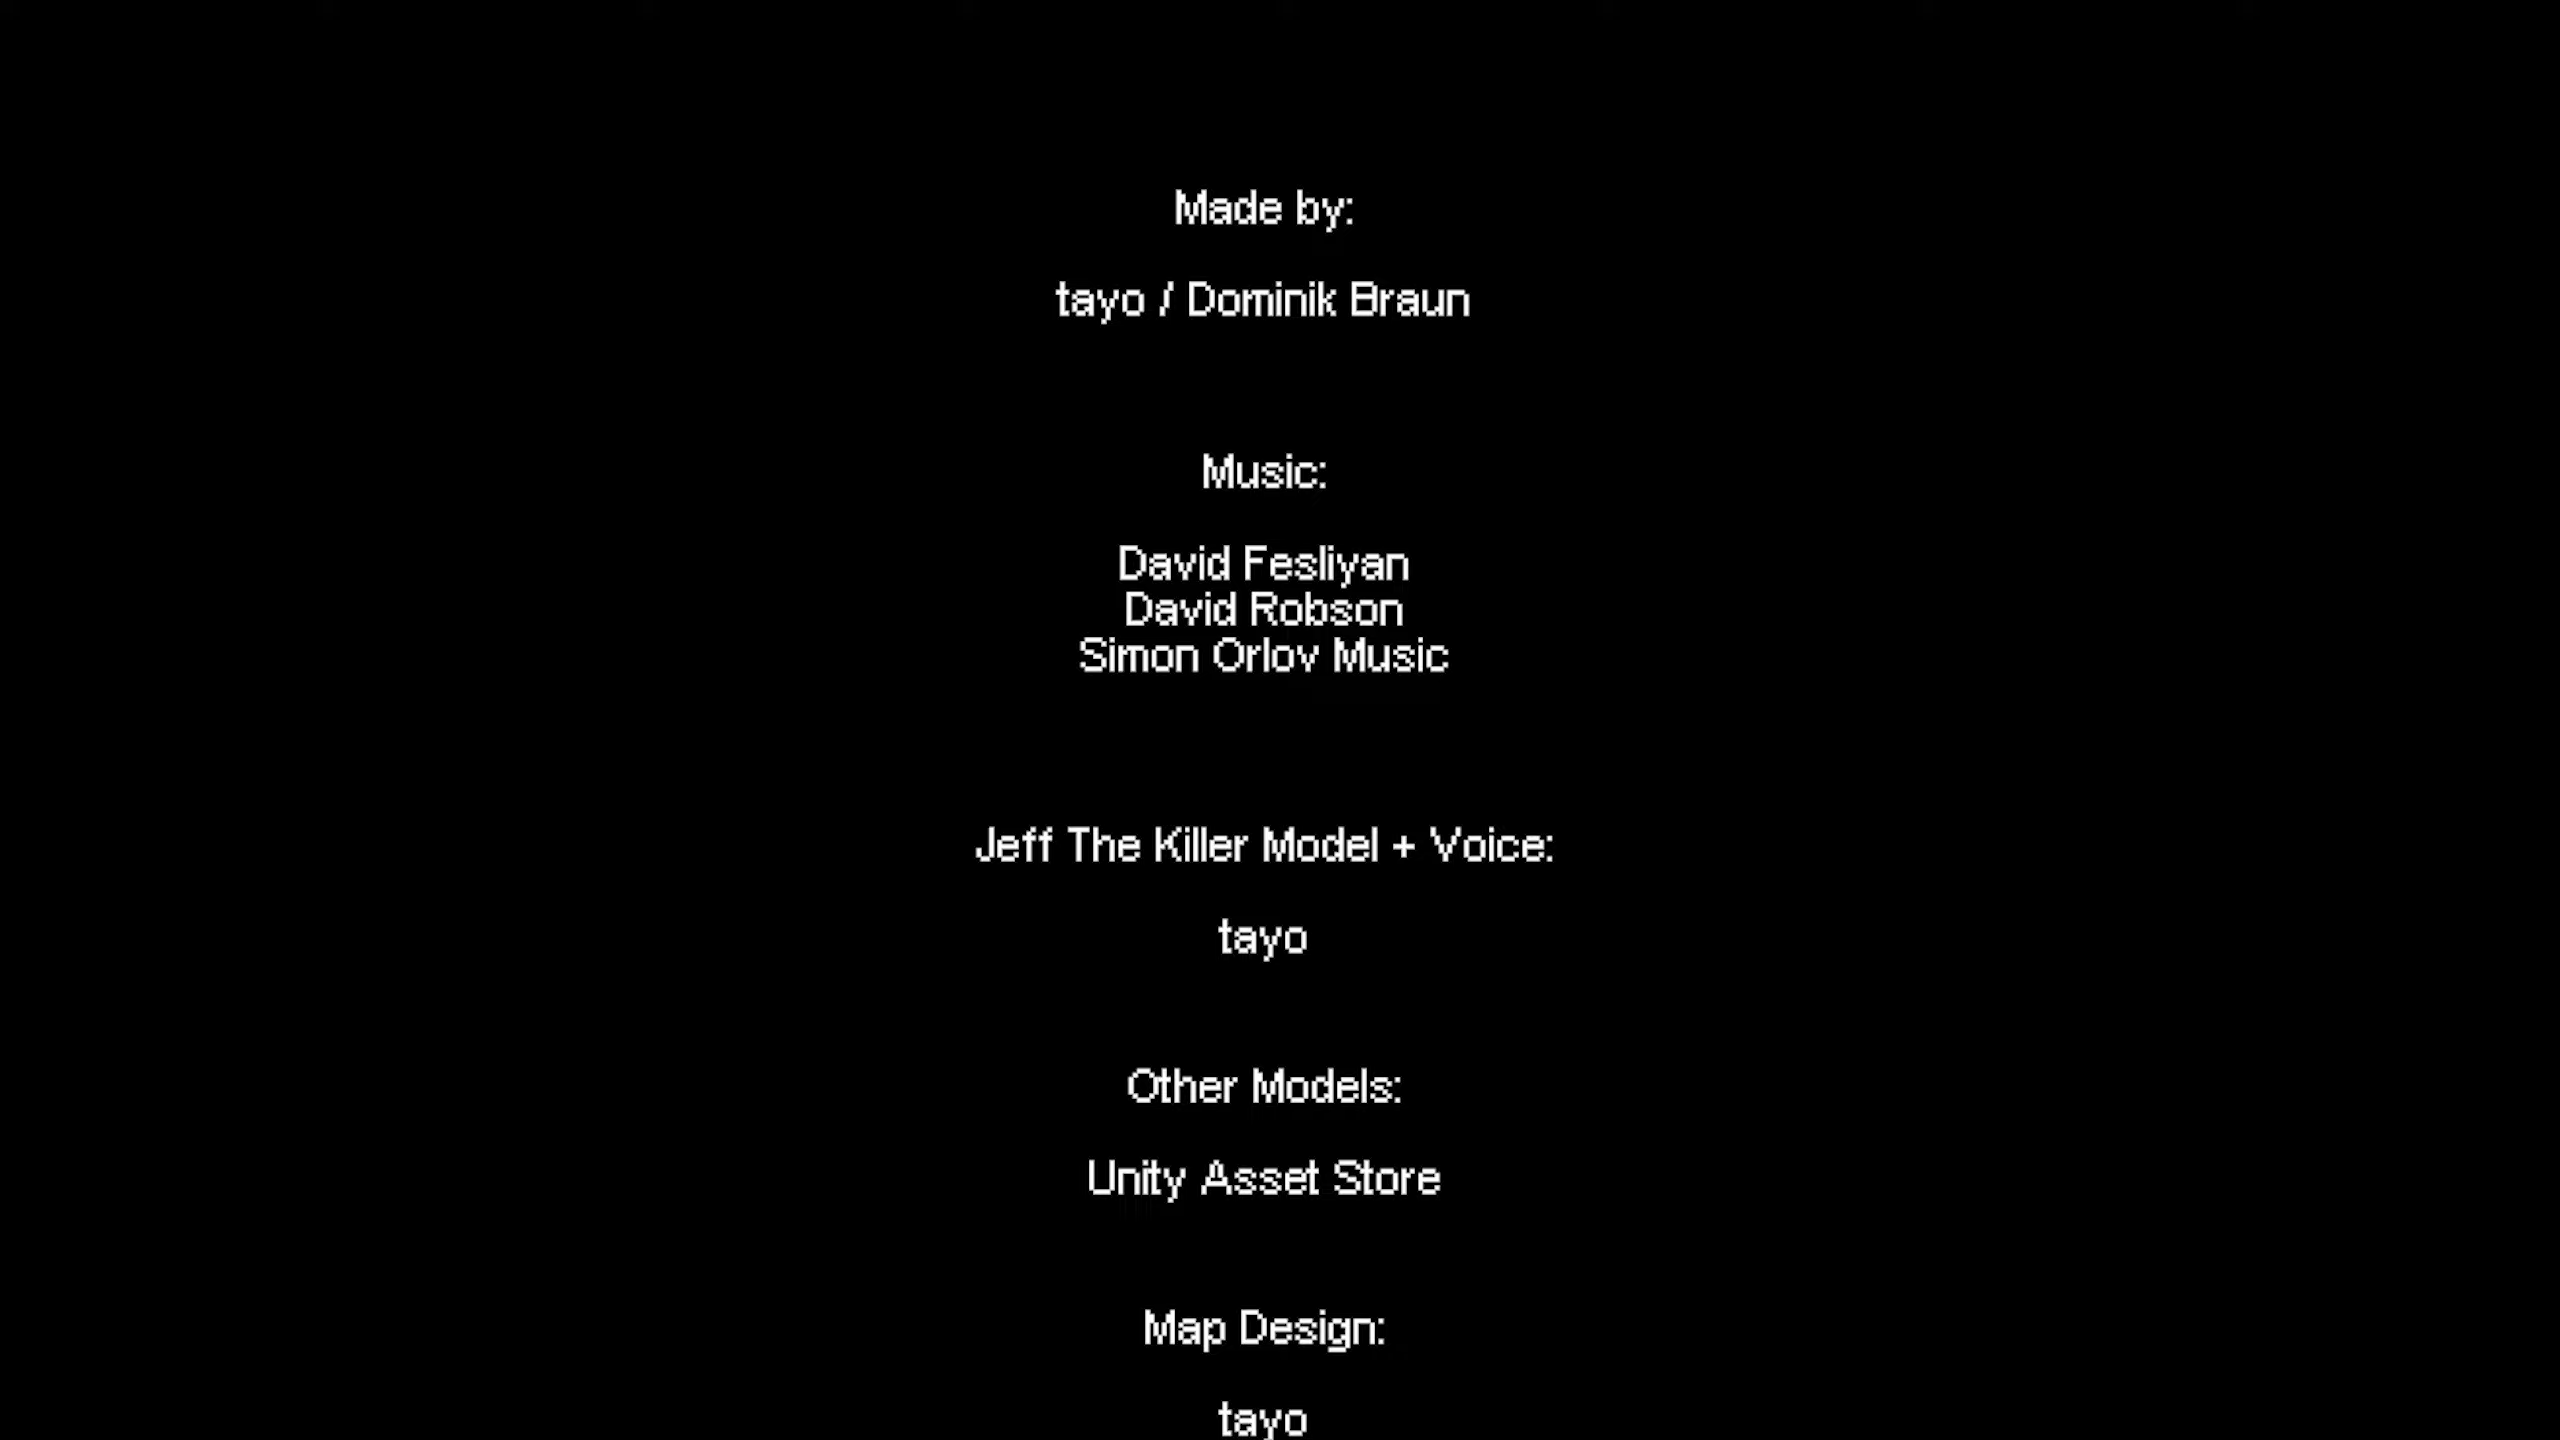 Made by:
tayo / Dominik Braun
Music:
David Fesliyan
David Robson
Simon Orlov Music
Jeff The Killer Model + Voice:
tayo
Other Models:
Unity Asset Store
Map Design:
tayo